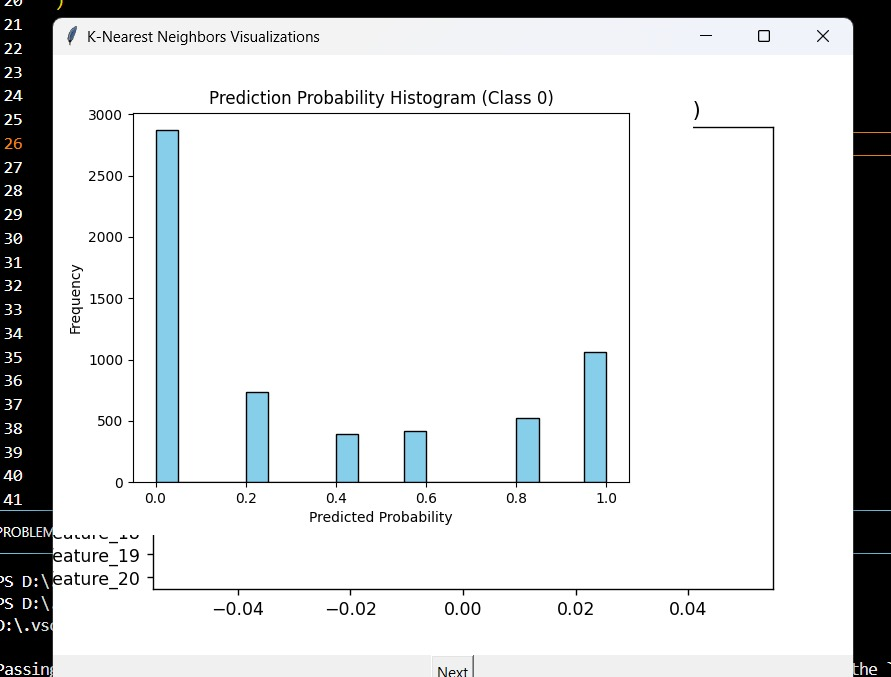 20 )
21
K-Nearest Neighbors Visualizations
22
23
24
Prediction Probability Histogram (Class 0)
)
25
3000
26
27
2500
28
29
2000
30
31
Frequency
32
1500
33
34
1000
35
36
37
500
38
39
0
40
0.0 0.2 0.4 0.6 0.8 1.0
41
Predicted Probability
PROBLEM
eature_18
eature_19
eature_20
PS D:\
PS D:\
D:\.vsc
−0.04 −0.02 0.00 0.02 0.04
Passing
the
Next